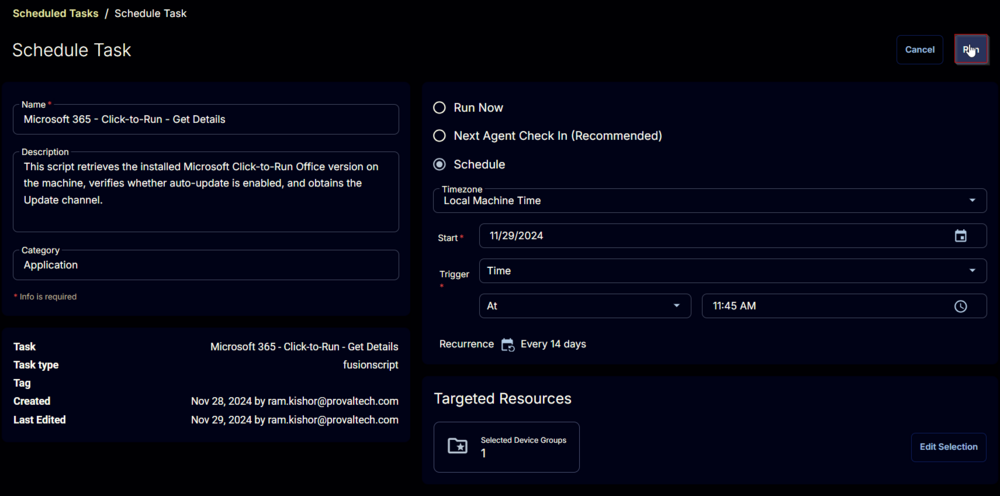 Scheduled Tasks / Schedule Task
Schedule Task
Cancel
Run
Name *
Microsoft 365 - Click-to-Run - Get Details
Description
This script retrieves the installed Microsoft Click-to-Run Office version on
the machine, verifies whether auto-update is enabled, and obtains the
Update channel.
Category
Application
* Info is required
Task Microsoft 365 - Click-to-Run - Get Details
Task type fusionscript
Tag
Created Nov 28, 2024 by ram.kishor@provaltech.com
Last Edited Nov 29, 2024 by ram.kishor@provaltech.com
Run Now
Next Agent Check In (Recommended)
Schedule
Timezone
Local Machine Time
Start * 11/29/2024
Trigger * Time
At 11:45 AM
Recurrence Every 14 days
Targeted Resources
Selected Device Groups
1
Edit Selection